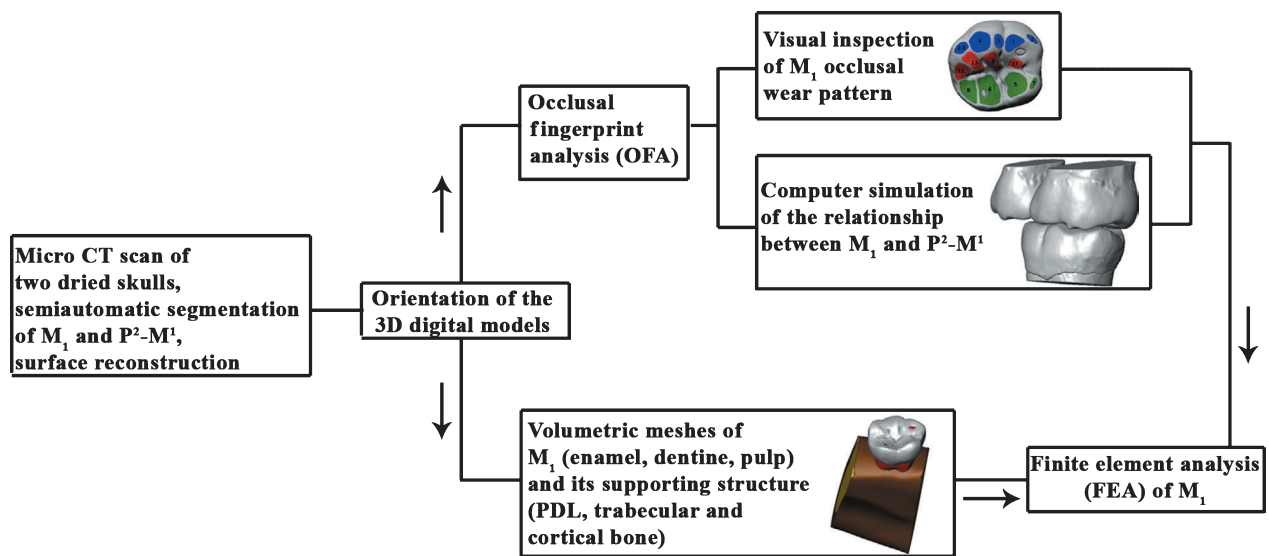 Micro CT scan of
two dried skulls,
semiautomatic segmentation
of M₁ and P²-M¹,
surface reconstruction
Orientation of the
3D digital models
Occlusal
fingerprint
analysis (OFA)
Visual inspection
of M₁ occlusal
wear pattern
Computer simulation
of the relationship
between M₁ and P²-M¹
Volumetric meshes of
M₁ (enamel, dentine, pulp)
and its supporting structure
(PDL, trabecular and
cortical bone)
Finite element analysis
(FEA) of M₁